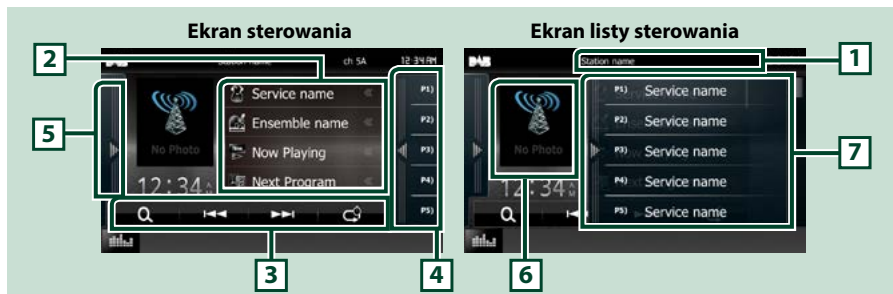 Ekran sterowania
Ekran listy sterowania
2
DAB
Station name
ch 5A
12:34 AM
5
No Photo
12:34 AM
Service name
Ensemble name
Now Playing
Next Program
P1)
P2)
P3)
P4)
P5)
3
4
DAB
Station name
1
No Photo
12:34 AM
P1) Service name
P2) Service name
P3) Service name
P4) Service name
P5) Service name
7
6